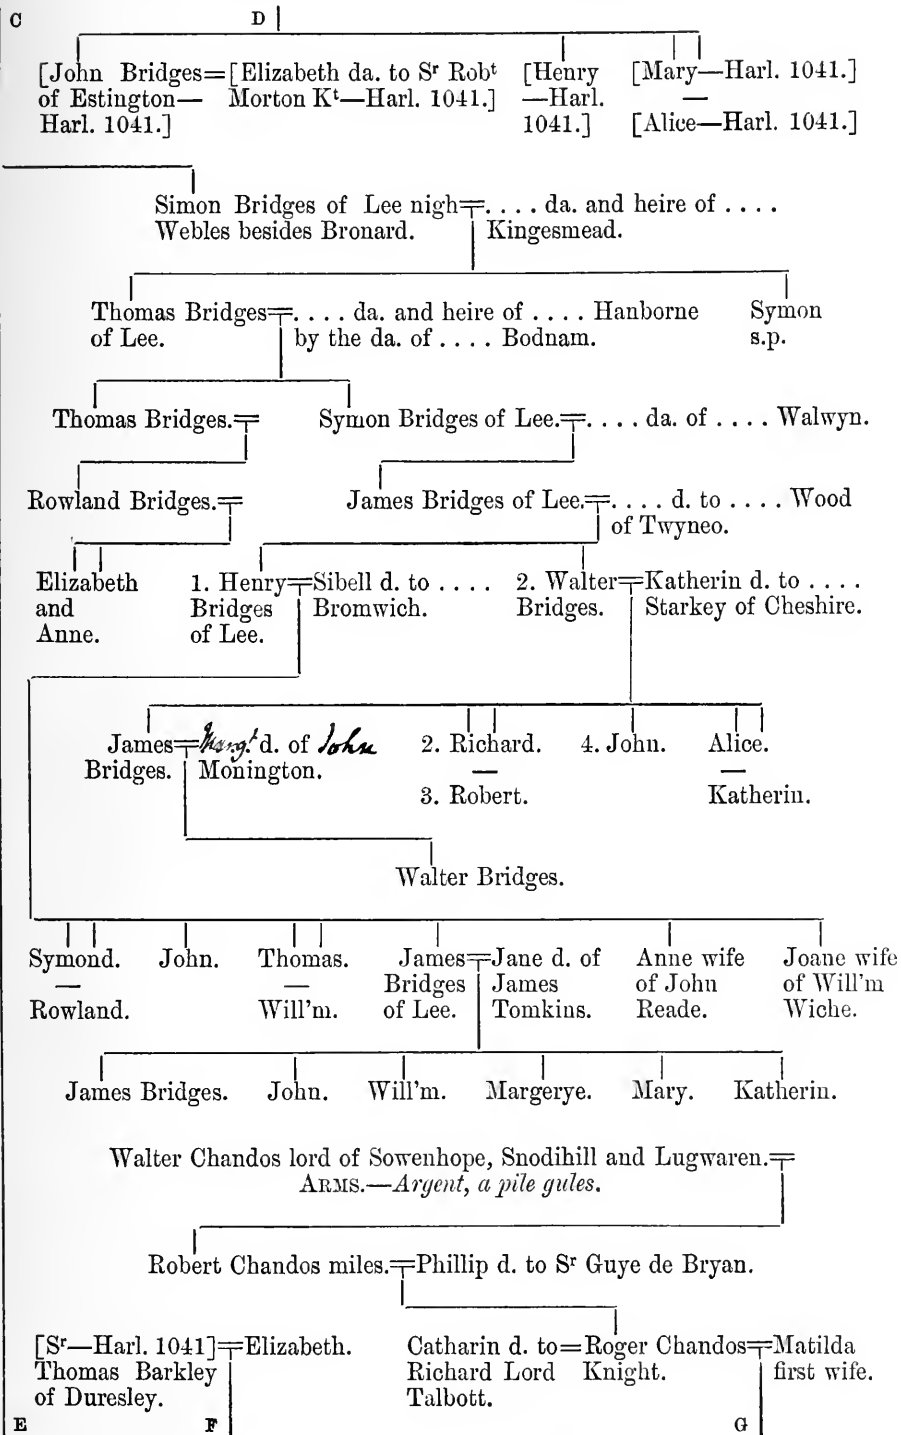 C D
[John Bridges=[Elizabeth da. to Sʳ Robᵗ [Henry [Mary—Harl. 1041.]
of Estington— Morton Kᵗ—Harl. 1041.] —Harl. —
Harl. 1041.] 1041.] [Alice—Harl. 1041.]
Simon Bridges of Lee nigh=. . . . da. and heire of . . . .
Webles besides Bronard. Kingesmead.
Thomas Bridges=. . . . da. and heire of . . . . Hanborne Symon
of Lee. by the da. of . . . . Bodnam. s.p.
Thomas Bridges.= Symon Bridges of Lee.=. . . . da. of . . . . Walwyn.
Rowland Bridges.= James Bridges of Lee.=. . . . d. to . . . . Wood
of Twyneo.
Elizabeth 1. Henry=Sibell d. to . . . . 2. Walter=Katherin d. to . . . .
and Bridges Bromwich. Bridges. Starkey of Cheshire.
Anne. of Lee.
James=Margᵗ d. of John 2. Richard. 4. John. Alice.
Bridges. Monington. — —
3. Robert. Katherin.
Walter Bridges.
Symond. John. Thomas. James=Jane d. of Anne wife Joane wife
— — Bridges James of John of Will'm
Rowland. Will'm. of Lee. Tomkins. Reade. Wiche.
James Bridges. John. Will'm. Margerye. Mary. Katherin.
Walter Chandos lord of Sowenhope, Snodihill and Lugwaren.=
ARMS.—Argent, a pile gules.
Robert Chandos miles.=Phillip d. to Sʳ Guye de Bryan.
[Sʳ—Harl. 1041]=Elizabeth. Catharin d. to=Roger Chandos=Matilda
Thomas Barkley Richard Lord Knight. first wife.
of Duresley. Talbott.
E F G